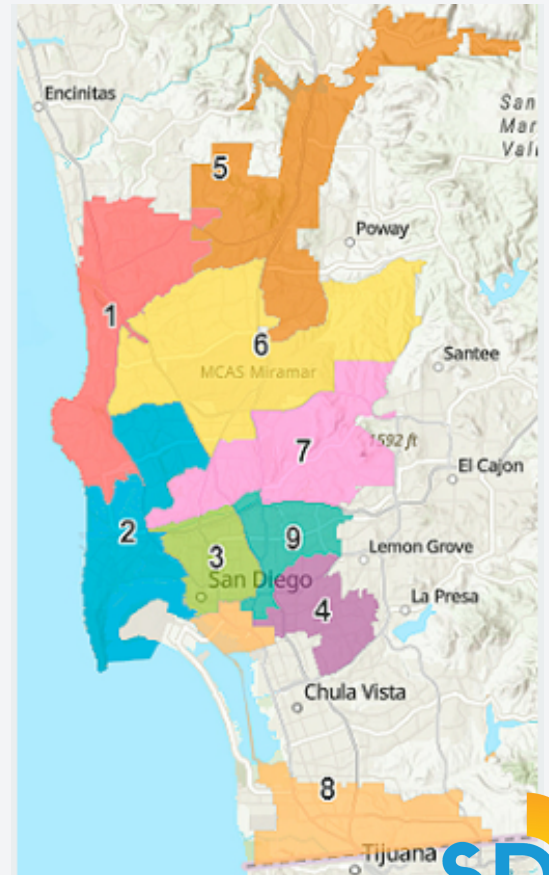 Encinitas
San
Mar
Vall
5
Poway
1
6
MCAS Miramar
Santee
7
1592 ft
El Cajon
2
9
3
Lemon Grove
San Diego
4
La Presa
Chula Vista
8
Tijuana
SD